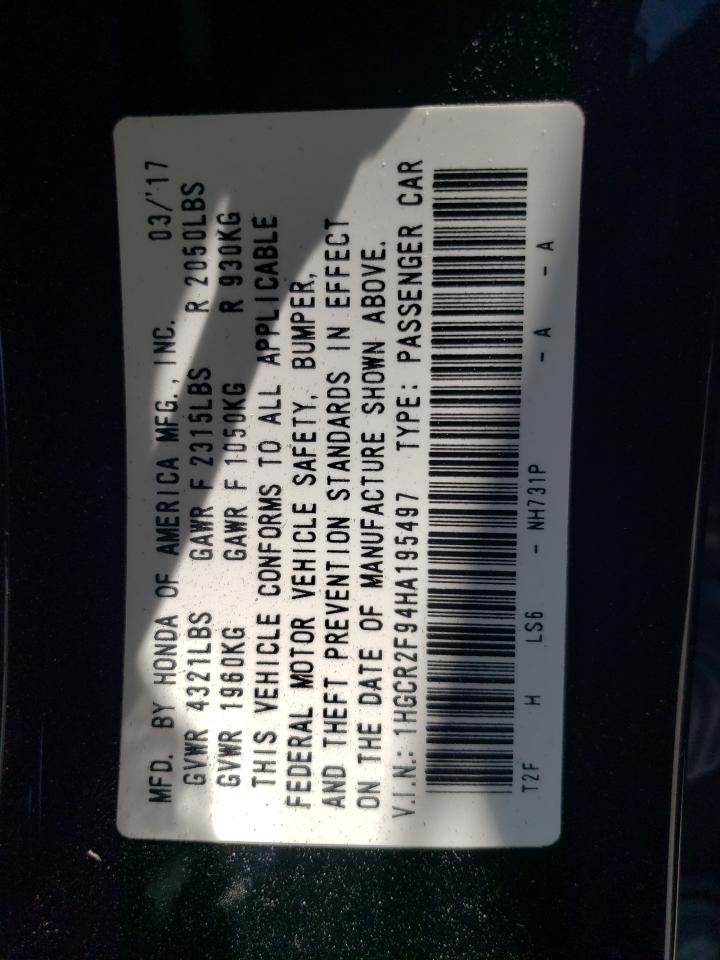 MFD. BY HONDA OF AMERICA MFG., INC. 03/'17
GVWR 4321LBS GAWR F 2315LBS R 2050LBS
GVWR 1960KG GAWR F 1050KG R 930KG
THIS VEHICLE CONFORMS TO ALL APPLICABLE
FEDERAL MOTOR VEHICLE SAFETY, BUMPER,
AND THEFT PREVENTION STANDARDS IN EFFECT
ON THE DATE OF MANUFACTURE SHOWN ABOVE.
V.I.N.: 1HGCR2F94HA195497 TYPE: PASSENGER CAR
T2F H LS6 - NH731P - A - A